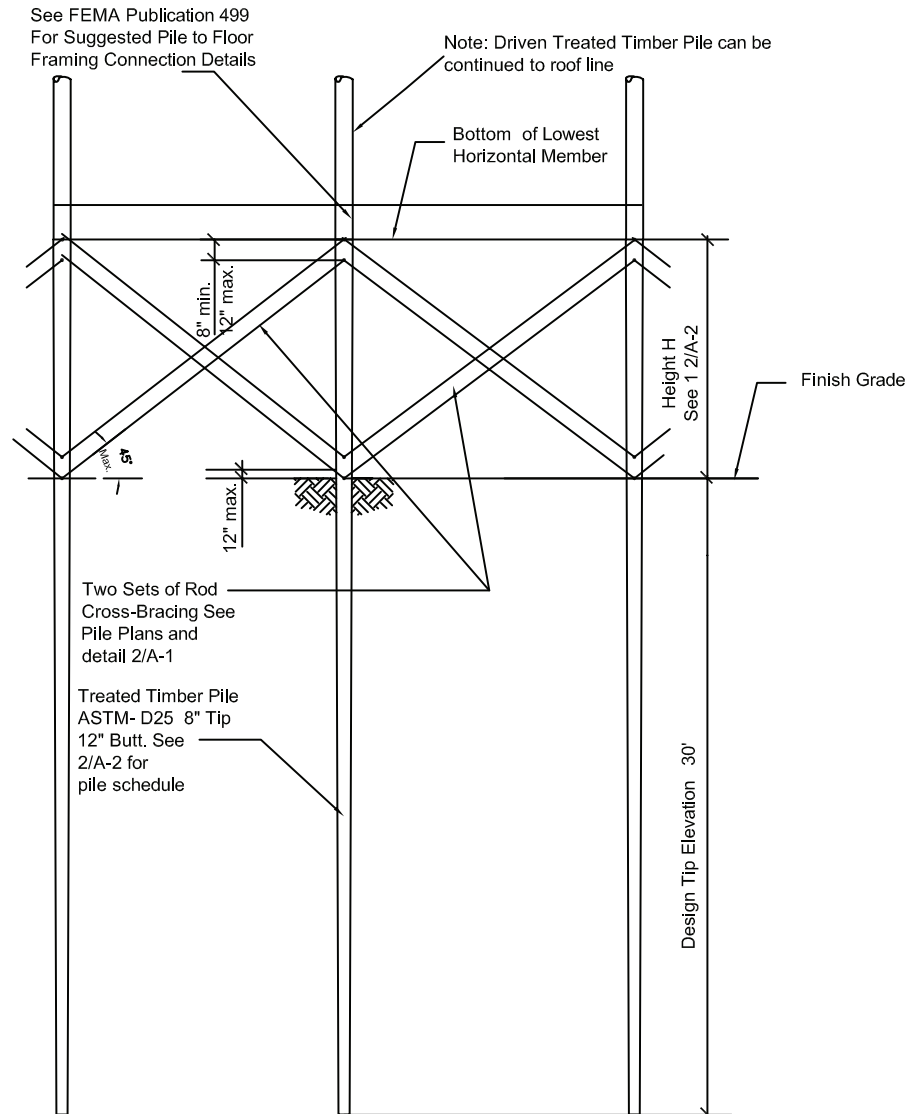 See FEMA Publication 499
For Suggested Pile to Floor
Framing Connection Details
Note: Driven Treated Timber Pile can be
continued to roof line
Bottom of Lowest
Horizontal Member
8" min.
12" max.
Height H
See 1 2/A-2
Finish Grade
45°
Max.
12" max.
Two Sets of Rod
Cross-Bracing See
Pile Plans and
detail 2/A-1
Treated Timber Pile
ASTM- D25 8" Tip
12" Butt. See
2/A-2 for
pile schedule
Design Tip Elevation 30'